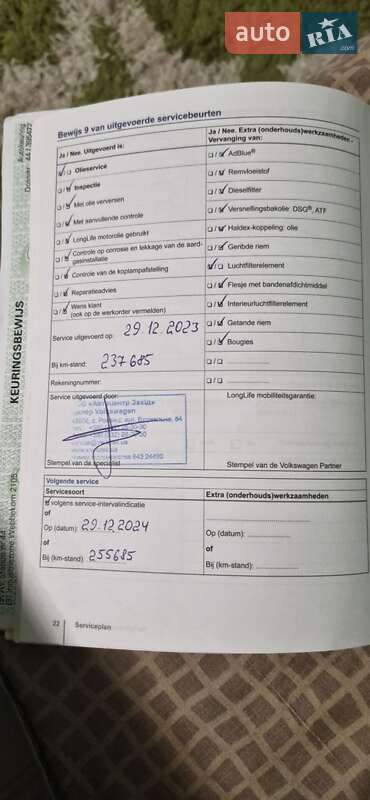 auto RIA .com
Autokeuring
KEURINGSBEWIJS
Bewijs 9 van uitgevoerde servicebeurten
Ja / Nee. Uitgevoerd is:
Ja / Nee. Extra (onderhouds)werkzaamheden -
Vervanging van:
Olieservice
AdBlue®
Inspectie
Remvloeistof
Met olie verversen
Dieselfilter
Met aanvullende controle
Versnellingsbakolie: DSG®, ATF
LongLife motorolie gebruikt
Haldex-koppeling: olie
Controle op corrosie en lekkage van de aard-
gasinstallatie
Geribde riem
Controle van de koplampafstelling
Luchtfilterelement
Reparatieadvies
Flesje met bandenafdichtmiddel
Wens klant
(ook op de werkorder vermelden)
Interieurluchtfilterelement
Service uitgevoerd op: 29.12.2023
Getande riem
Bougies
Bij km-stand: 237685
Rekeningnummer:
Service uitgevoerd door:
LongLife mobiliteitsgarantie:
«Автоцентр Захід»
Volkswagen
Stempel van de specialist
Stempel van de Volkswagen Partner
Volgende service
Servicesoort
Extra (onderhouds)werkzaamheden
volgens service-intervalindicatie
of
Op (datum): 29.12.2024
Op (datum):
of
of
Bij (km-stand): 255685
Bij (km-stand):
22 Serviceplan